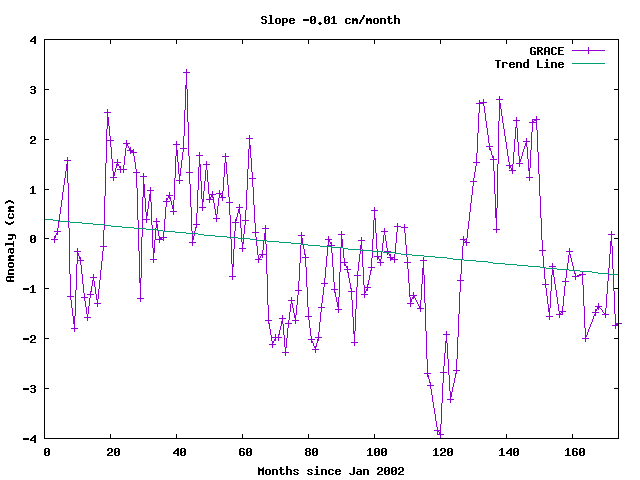 Slope -0.01 cm/month
GRACE
Trend Line
4
3
2
1
0
-1
-2
-3
-4
Anomaly (cm)
0 20 40 60 80 100 120 140 160
Months since Jan 2002